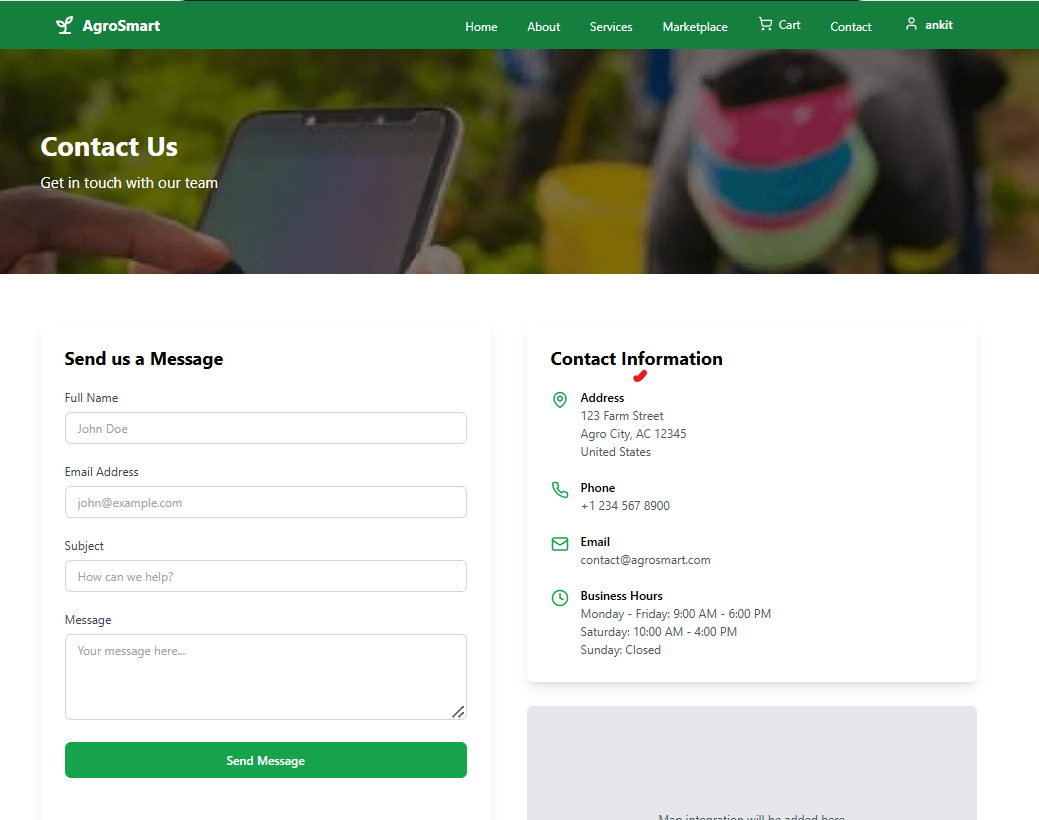 AgroSmart
Home About Services Marketplace Cart Contact ankit
Contact Us
Get in touch with our team
Send us a Message
Full Name
John Doe
Email Address
john@example.com
Subject
How can we help?
Message
Your message here...
Send Message
Contact Information
Address
123 Farm Street
Agro City, AC 12345
United States
Phone
+1 234 567 8900
Email
contact@agrosmart.com
Business Hours
Monday - Friday: 9:00 AM - 6:00 PM
Saturday: 10:00 AM - 4:00 PM
Sunday: Closed
Map integration will be added here